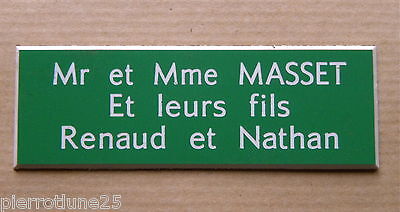 Mr et Mme MASSET
Et leurs fils
Renaud et Nathan
pierrotlune25